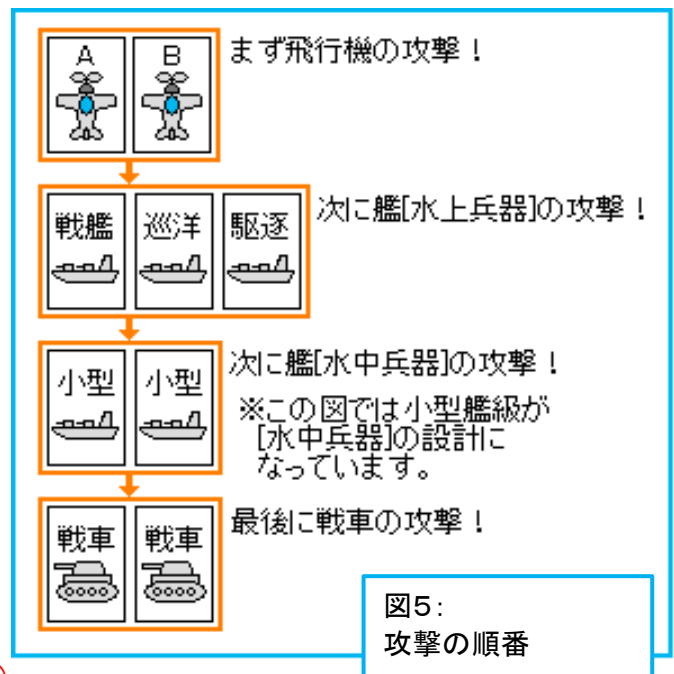 A B
まず飛行機の攻撃！
戦艦 巡洋 駆逐
次に艦[水上兵器]の攻撃！
小型 小型
次に艦[水中兵器]の攻撃！
※この図では小型艦級が
[水中兵器]の設計に
なっています。
戦車 戦車
最後に戦車の攻撃！
図5:
攻撃の順番